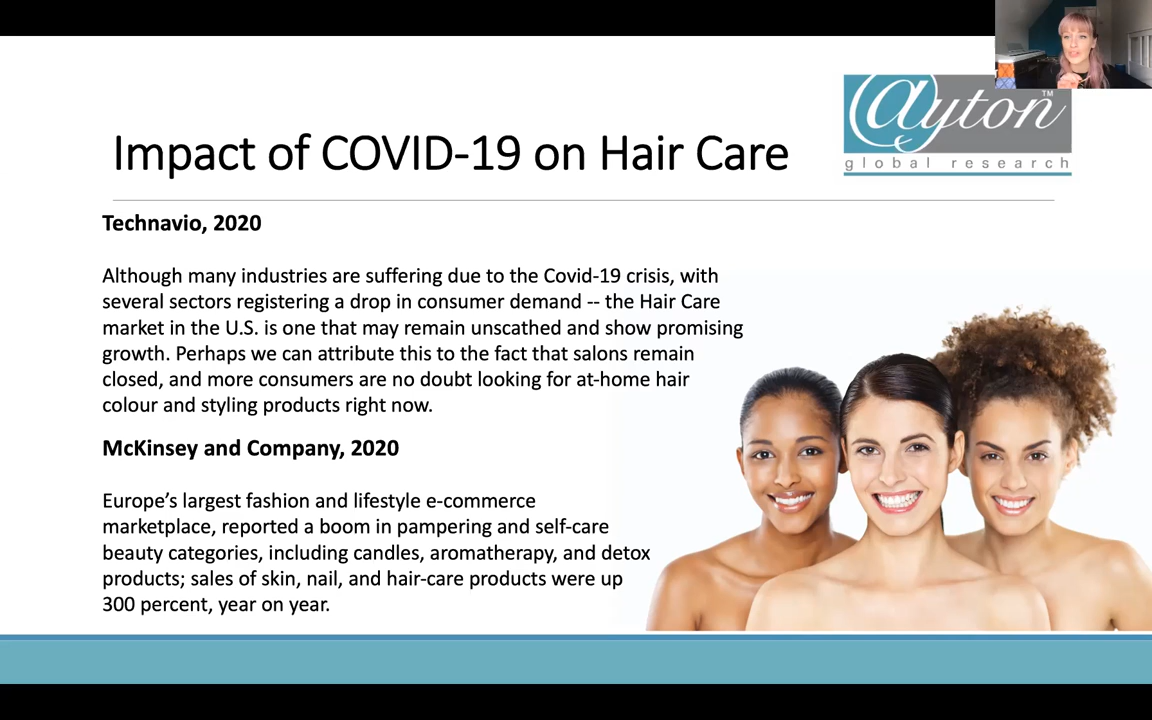 Impact of COVID-19 on Hair Care
@yton
TM
global research
Technavio, 2020
Although many industries are suffering due to the Covid-19 crisis, with
several sectors registering a drop in consumer demand -- the Hair Care
market in the U.S. is one that may remain unscathed and show promising
growth. Perhaps we can attribute this to the fact that salons remain
closed, and more consumers are no doubt looking for at-home hair
colour and styling products right now.
McKinsey and Company, 2020
Europe’s largest fashion and lifestyle e-commerce
marketplace, reported a boom in pampering and self-care
beauty categories, including candles, aromatherapy, and detox
products; sales of skin, nail, and hair-care products were up
300 percent, year on year.